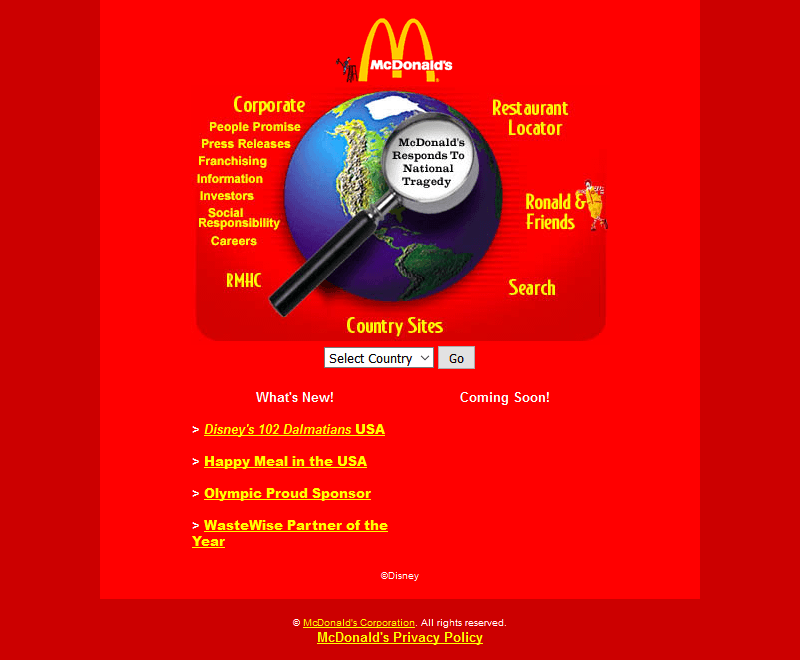 McDonald's
Corporate
People Promise
Press Releases
Franchising
Information
Investors
Social
Responsibility
Careers
RMHC
McDonald's
Responds To
National
Tragedy
Restaurant
Locator
Ronald &
Friends
Search
Country Sites
Select Country
Go
What's New!
> Disney's 102 Dalmatians USA
> Happy Meal in the USA
> Olympic Proud Sponsor
> WasteWise Partner of the
Year
Coming Soon!
©Disney
© McDonald's Corporation. All rights reserved.
McDonald's Privacy Policy